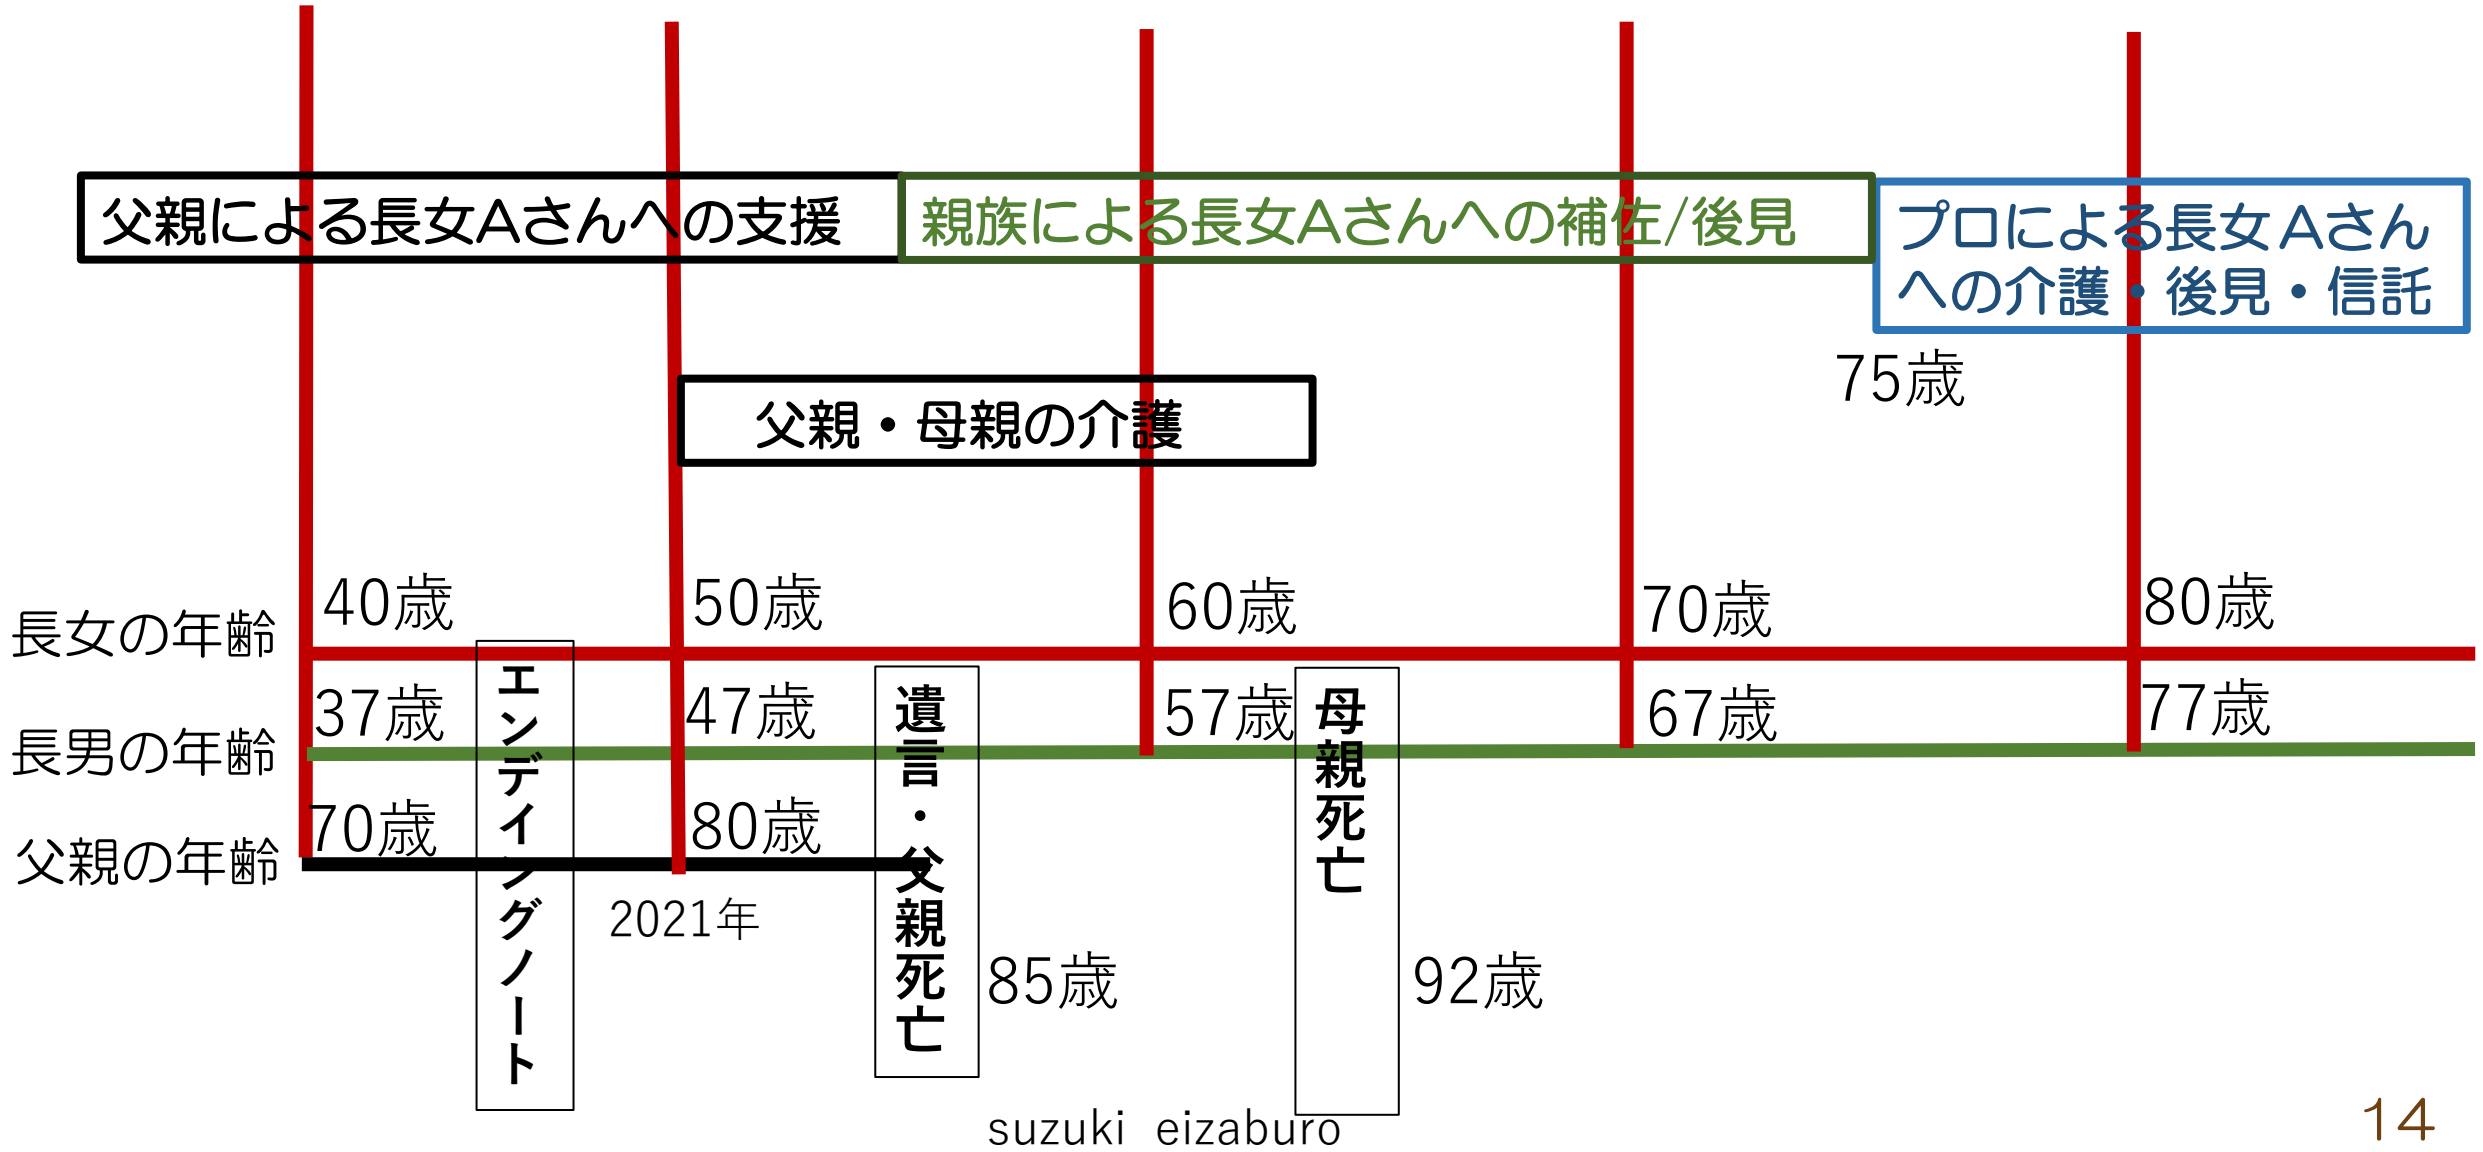 父親による長女Aさんへの支援
親族による長女Aさんへの補佐/後見
プロによる長女Aさん
への介護・後見・信託
75歳
父親・母親の介護
長女の年齢
40歳
50歳
60歳
70歳
80歳
長男の年齢
37歳
47歳
57歳
67歳
77歳
父親の年齢
70歳
80歳
エンディングノート
2021年
遺言・父親死亡
85歳
母親死亡
92歳
suzuki eizaburo
14